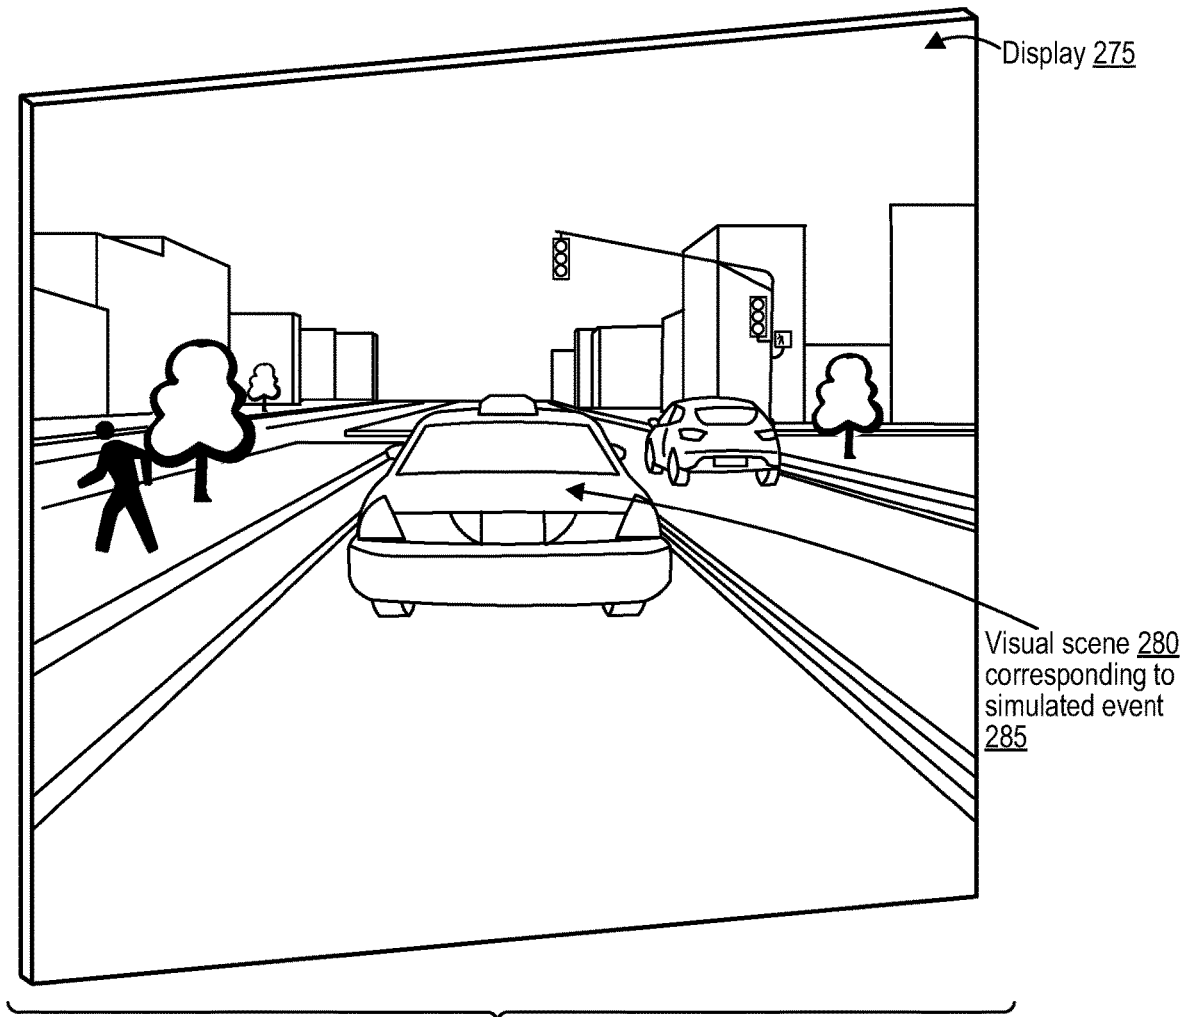 Display 275
Visual scene 280
corresponding to
simulated event
285